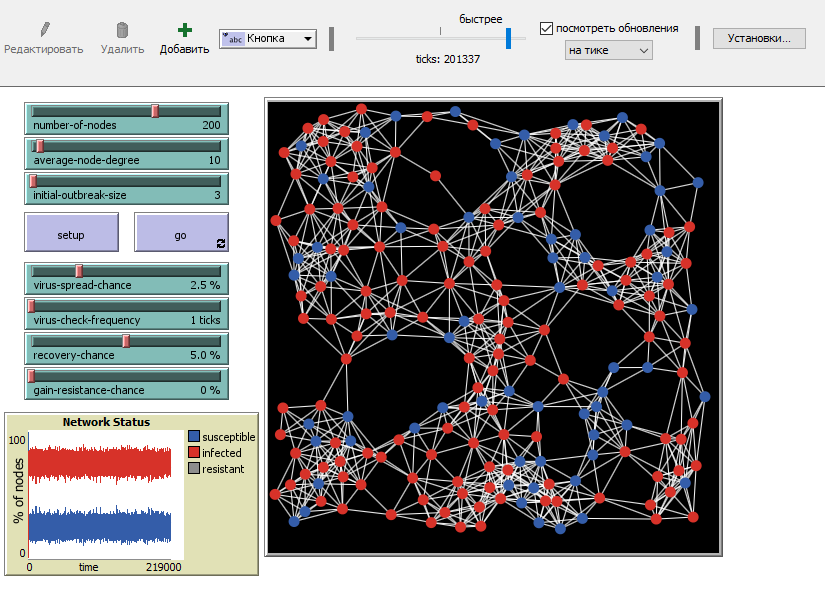 Редактировать
Удалить
Добавить
abc Кнопка
быстрее
ticks: 201337
посмотреть обновления
на тике
Установки...
number-of-nodes 200
average-node-degree 10
initial-outbreak-size 3
setup
go
virus-spread-chance 2.5 %
virus-check-frequency 1 ticks
recovery-chance 5.0 %
gain-resistance-chance 0 %
Network Status
100
% of nodes
0
0 time 219000
susceptible
infected
resistant